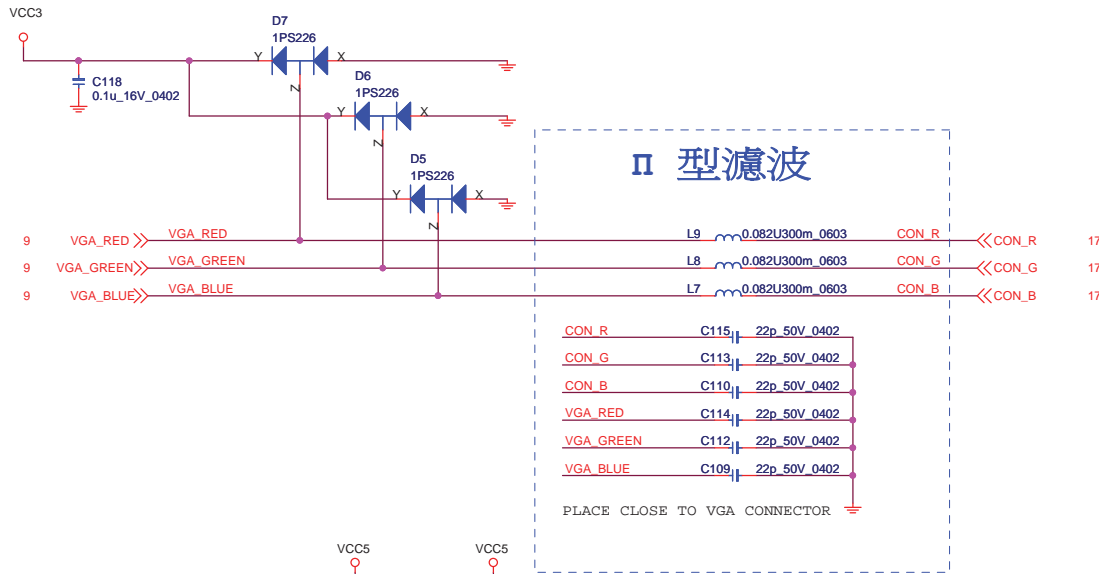 VCC3
D7
1PS226
Y
X
Z
C118
0.1u_16V_0402
D6
1PS226
Y
X
Z
D5
1PS226
Y
X
Z
Π 型濾波
9 VGA_RED VGA_RED L9 0.082U300m_0603 CON_R CON_R 17
9 VGA_GREEN VGA_GREEN L8 0.082U300m_0603 CON_G CON_G 17
9 VGA_BLUE VGA_BLUE L7 0.082U300m_0603 CON_B CON_B 17
CON_R C115 22p_50V_0402
CON_G C113 22p_50V_0402
CON_B C110 22p_50V_0402
VGA_RED C114 22p_50V_0402
VGA_GREEN C112 22p_50V_0402
VGA_BLUE C109 22p_50V_0402
PLACE CLOSE TO VGA CONNECTOR
VCC5 VCC5